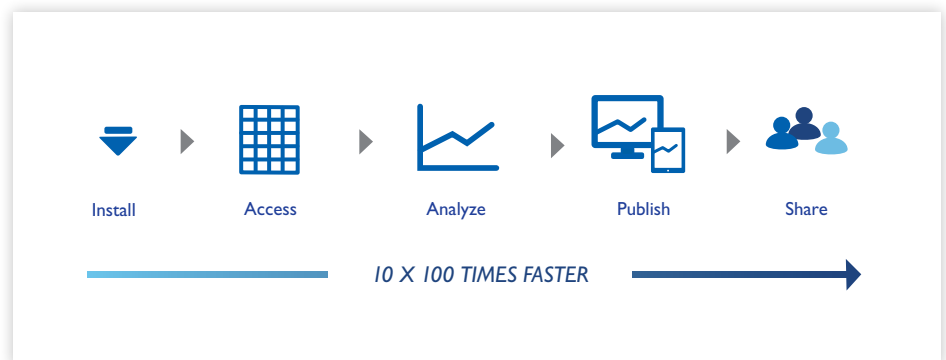 Install
Access
Analyze
Publish
Share
10 X 100 TIMES FASTER